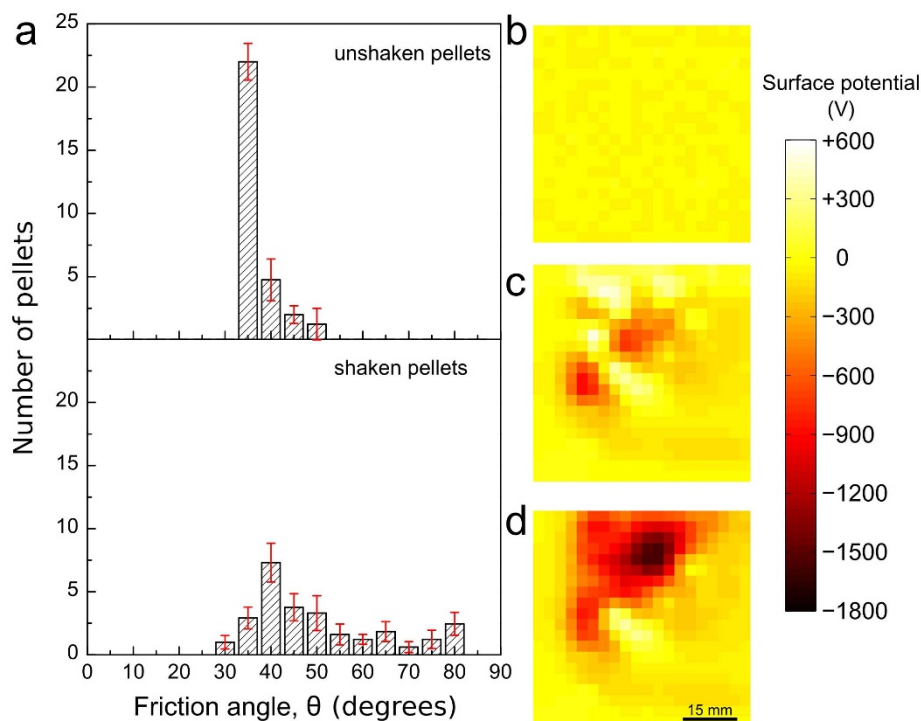 a
25
20
15
10
5
unshaken pellets
20
15
10
5
0
shaken pellets
Number of pellets
0 10 20 30 40 50 60 70 80 90
Friction angle, θ (degrees)
b
c
d
15 mm
Surface potential
(V)
+600
+300
0
−300
−600
−900
−1200
−1500
−1800